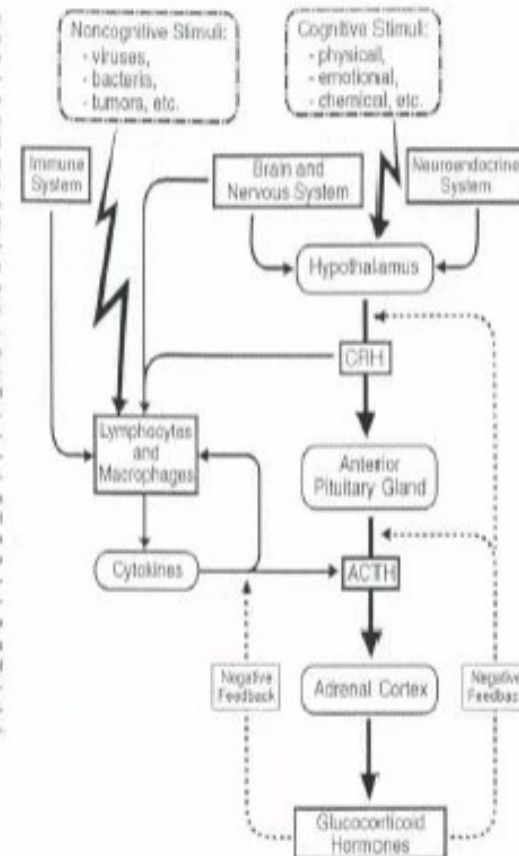 Noncognitive Stimuli:
- viruses,
- bacteria,
- tumors, etc.
Cognitive Stimuli:
- physical,
- emotional,
- chemical, etc.
Immune
System
Brain and
Nervous System
Neuroendocrine
System
Hypothalamus
CRH
Lymphocytes
and
Macrophages
Anterior
Pituitary Gland
Cytokines
ACTH
Negative
Feedback
Adrenal Cortex
Negative
Feedback
Glucocorticoid
Hormones